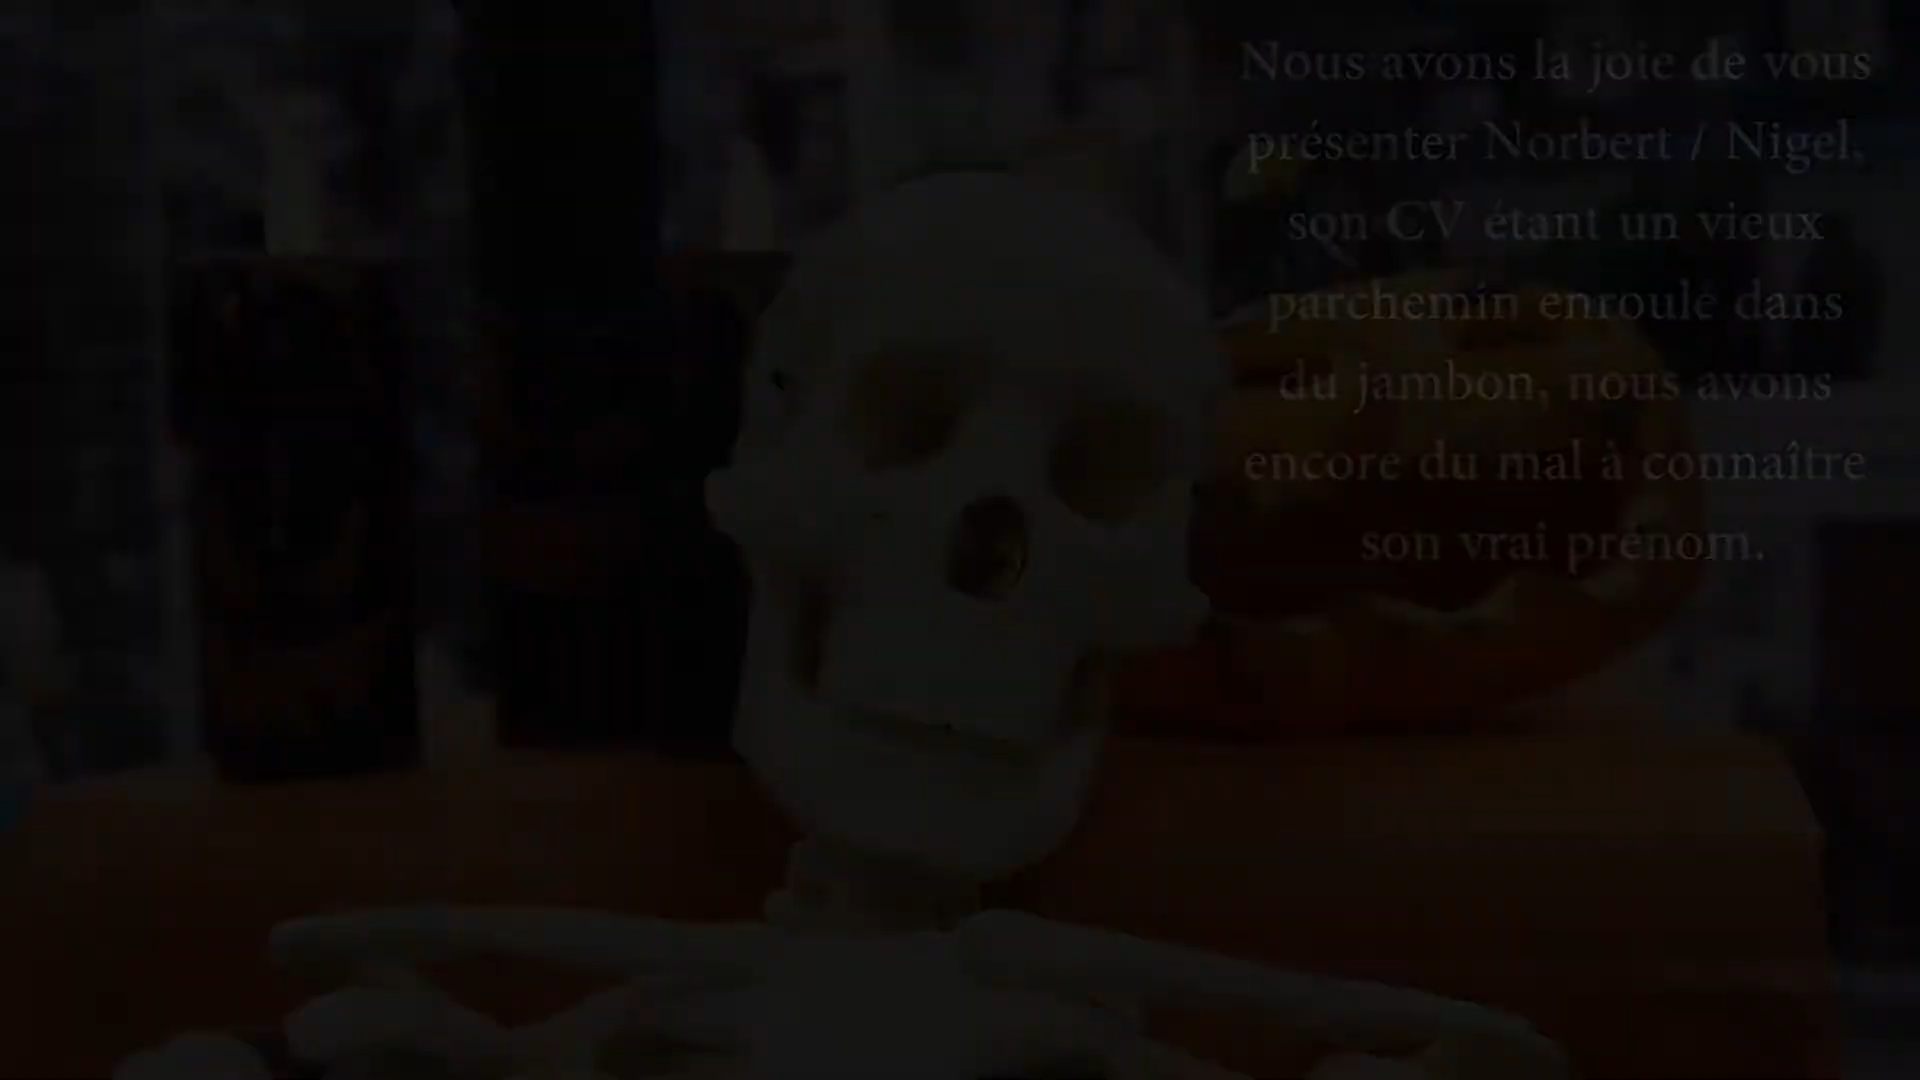 Nous avons la joie de vous
présenter Norbert / Nigel,
son CV étant un vieux
parchemin enroulé dans
du jambon, nous avons
encore du mal à connaître
son vrai prénom.